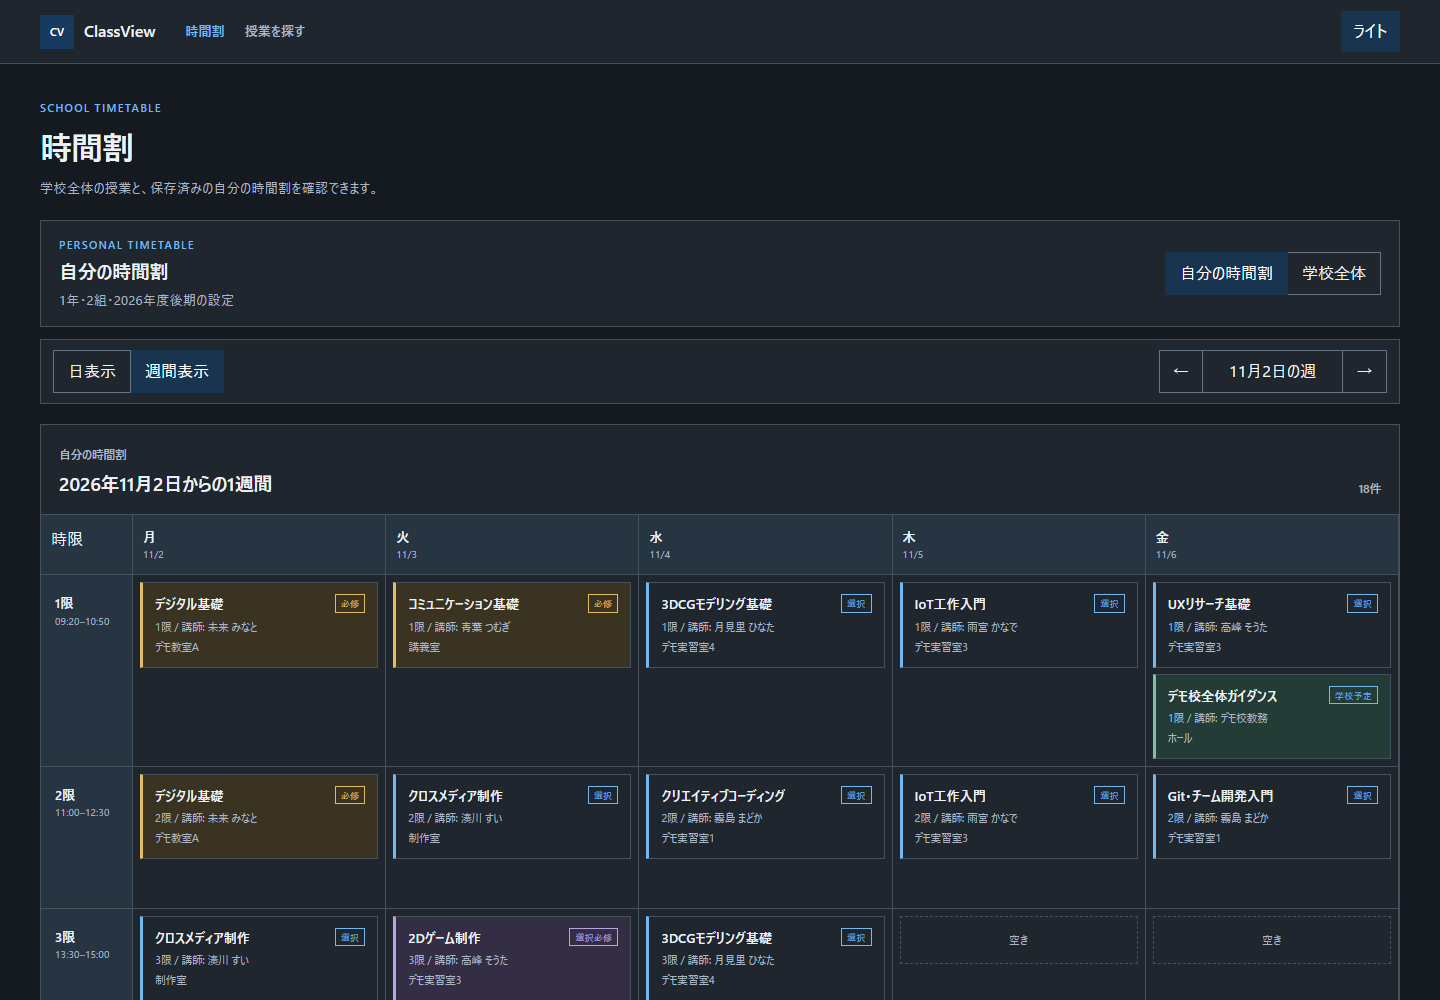 CV ClassView 時間割 授業を探す ライト
SCHOOL TIMETABLE
時間割
学校全体の授業と、保存済みの自分の時間割を確認できます。
PERSONAL TIMETABLE
自分の時間割
1年・2組・2026年度後期の設定
自分の時間割 学校全体
日表示 週間表示 ← 11月2日の週 →
自分の時間割
2026年11月2日からの1週間
18件
時限 月 火 水 木 金
11/2 11/3 11/4 11/5 11/6
1限
09:20–10:50
デジタル基礎 必修
1限 / 講師: 未来 みなと
デモ教室A
コミュニケーション基礎 必修
1限 / 講師: 青葉 つむぎ
講義室
3DCGモデリング基礎 選択
1限 / 講師: 月見里 ひなた
デモ実習室4
IoT工作入門 選択
1限 / 講師: 雨宮 かなで
デモ実習室3
UXリサーチ基礎 選択
1限 / 講師: 高峰 そうた
デモ実習室3
デモ校全体ガイダンス 学校予定
1限 / 講師: デモ校教務
ホール
2限
11:00–12:30
デジタル基礎 必修
2限 / 講師: 未来 みなと
デモ教室A
クロスメディア制作 選択
2限 / 講師: 湊川 すい
制作室
クリエイティブコーディング 選択
2限 / 講師: 霧島 まどか
デモ実習室1
IoT工作入門 選択
2限 / 講師: 雨宮 かなで
デモ実習室3
Git・チーム開発入門 選択
2限 / 講師: 霧島 まどか
デモ実習室1
3限
13:30–15:00
クロスメディア制作 選択
3限 / 講師: 湊川 すい
制作室
2Dゲーム制作 選択必修
3限 / 講師: 高峰 そうた
デモ実習室3
3DCGモデリング基礎 選択
3限 / 講師: 月見里 ひなた
デモ実習室4
空き
空き